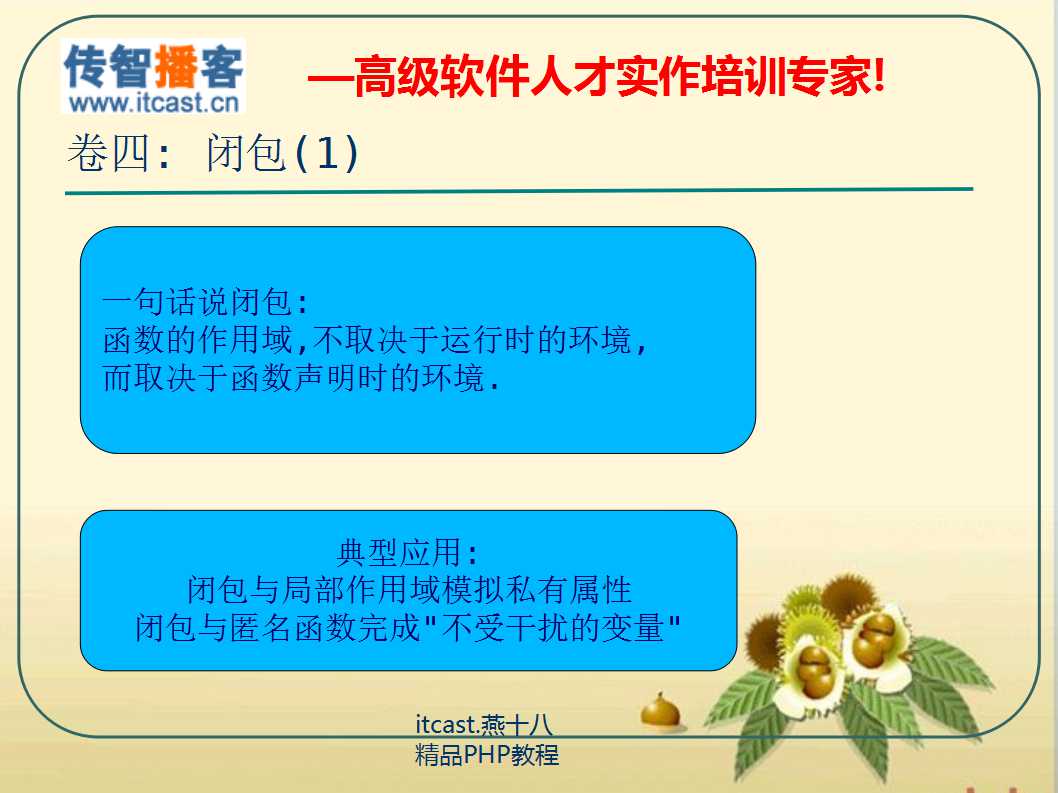 传智播客
www.itcast.cn
—高级软件人才实作培训专家!
卷四: 闭包(1)
一句话说闭包:
函数的作用域,不取决于运行时的环境,
而取决于函数声明时的环境.
典型应用:
闭包与局部作用域模拟私有属性
闭包与匿名函数完成"不受干扰的变量"
itcast.燕十八
精品PHP教程